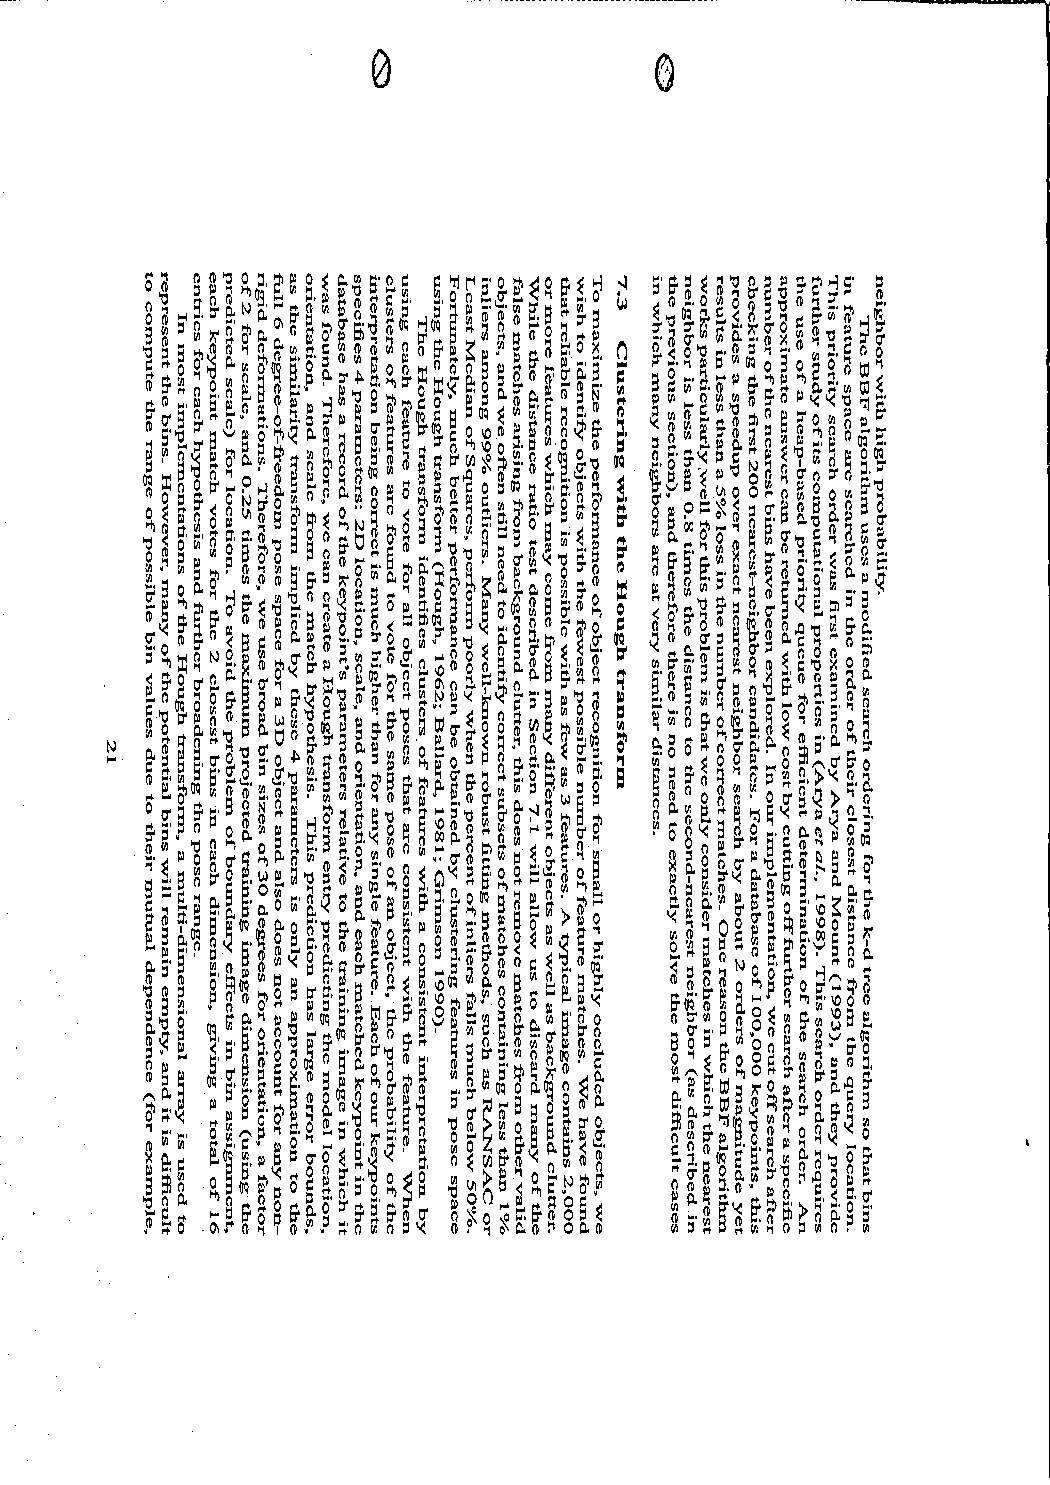 neighbor with high probability.
The BBF algorithm uses a modified search ordering for the k-d tree algorithm so that bins
in feature space are searched in the order of their closest distance from the query location.
This priority search order was first examined by Arya and Mount (1993), and they provide
further study of its computational properties in (Arya et al., 1998). This search order requires
the use of a heap-based priority queue for efficient determination of the search order. An
approximate answer can be returned with low cost by cutting off further search after a specific
number of the nearest bins have been explored. In our implementation, we cut off search after
checking the first 200 nearest-neighbor candidates. For a database of 100,000 keypoints, this
provides a speedup over exact nearest neighbor search by about 2 orders of magnitude yet
results in less than a 5% loss in the number of correct matches. One reason the BBF algorithm
works particularly well for this problem is that we only consider matches in which the nearest
neighbor is less than 0.8 times the distance to the second-nearest neighbor (as described in
the previous section), and therefore there is no need to exactly solve the most difficult cases
in which many neighbors are at very similar distances.
7.3 Clustering with the Hough transform
To maximize the performance of object recognition for small or highly occluded objects, we
wish to identify objects with the fewest possible number of feature matches. We have found
that reliable recognition is possible with as few as 3 features. A typical image contains 2,000
or more features which may come from many different objects as well as background clutter.
While the distance ratio test described in Section 7.1 will allow us to discard many of the
false matches arising from background clutter, this does not remove matches from other valid
objects, and we often still need to identify correct subsets of matches containing less than 1%
inliers among 99% outliers. Many well-known robust fitting methods, such as RANSAC or
Least Median of Squares, perform poorly when the percent of inliers falls much below 50%.
Fortunately, much better performance can be obtained by clustering features in pose space
using the Hough transform (Hough, 1962; Ballard, 1981; Grimson 1990).
The Hough transform identifies clusters of features with a consistent interpretation by
using each feature to vote for all object poses that are consistent with the feature. When
clusters of features are found to vote for the same pose of an object, the probability of the
interpretation being correct is much higher than for any single feature. Each of our keypoints
specifies 4 parameters: 2D location, scale, and orientation, and each matched keypoint in the
database has a record of the keypoint's parameters relative to the training image in which it
was found. Therefore, we can create a Hough transform entry predicting the model location,
orientation, and scale from the match hypothesis. This prediction has large error bounds,
as the similarity transform implied by these 4 parameters is only an approximation to the
full 6 degree-of-freedom pose space for a 3D object and also does not account for any non-
rigid deformations. Therefore, we use broad bin sizes of 30 degrees for orientation, a factor
of 2 for scale, and 0.25 times the maximum projected training image dimension (using the
predicted scale) for location. To avoid the problem of boundary effects in bin assignment,
each keypoint match votes for the 2 closest bins in each dimension, giving a total of 16
entries for each hypothesis and further broadening the pose range.
In most implementations of the Hough transform, a multi-dimensional array is used to
represent the bins. However, many of the potential bins will remain empty, and it is difficult
to compute the range of possible bin values due to their mutual dependence (for example,
21